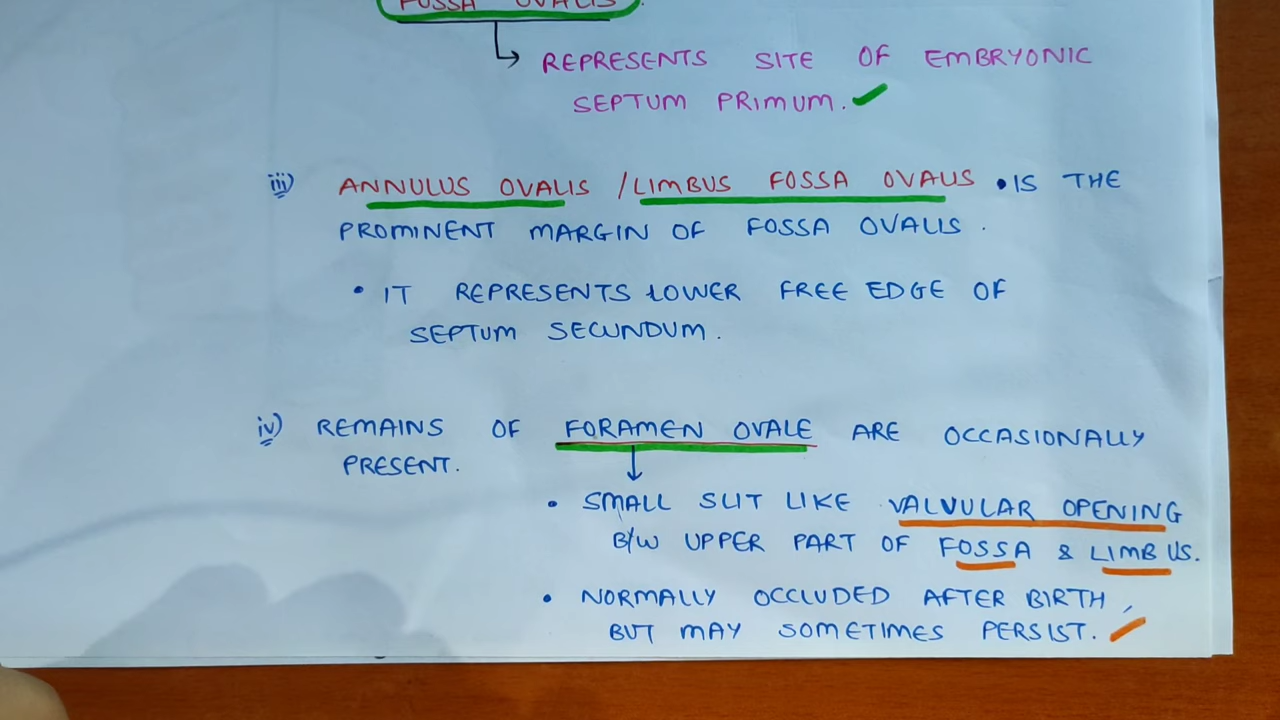 FOSSA OVALIS
REPRESENTS SITE OF EMBRYONIC
SEPTUM PRIMUM.
iii) ANNULUS OVALIS / LIMBUS FOSSA OVALIS • IS THE
PROMINENT MARGIN OF FOSSA OVALIS.
• IT REPRESENTS LOWER FREE EDGE OF
SEPTUM SECUNDUM.
iv) REMAINS OF FORAMEN OVALE ARE OCCASIONALLY
PRESENT.
• SMALL SLIT LIKE VALVULAR OPENING
B/W UPPER PART OF FOSSA & LIMBUS.
• NORMALLY OCCLUDED AFTER BIRTH,
BUT MAY SOMETIMES PERSIST.